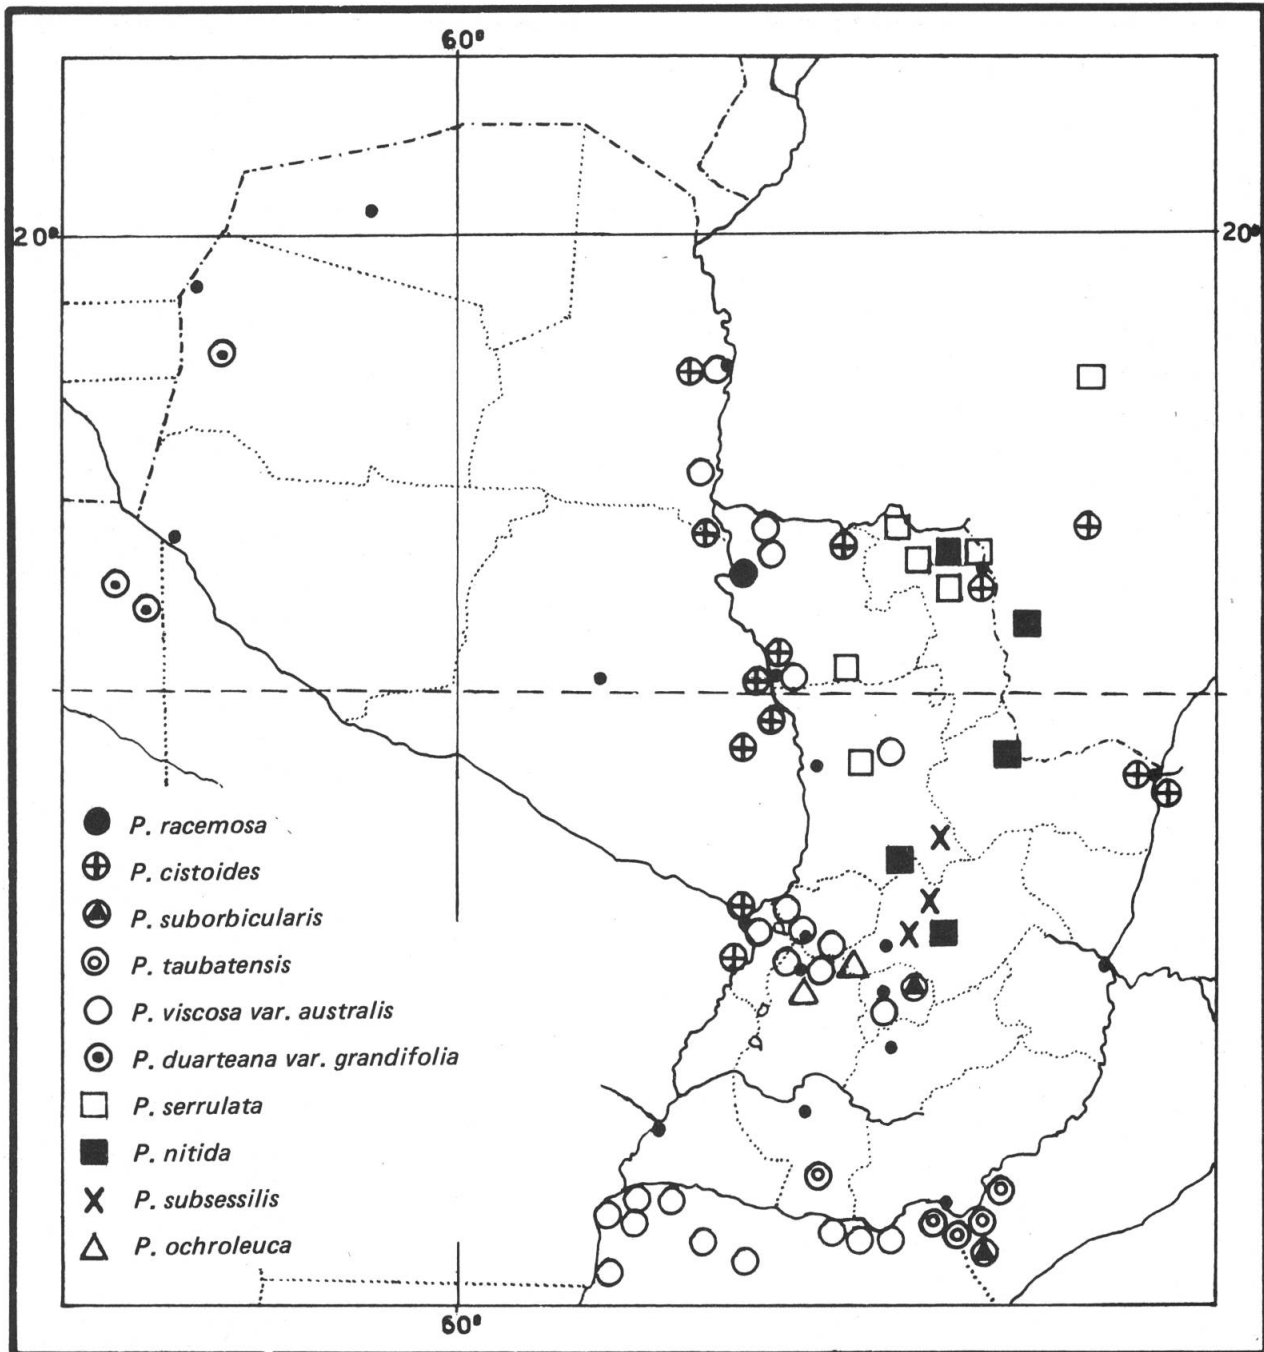 60°
20°
20°
P. racemosa
P. cistoides
P. suborbicularis
P. taubatensis
P. viscosa var. australis
P. duarteana var. grandifolia
P. serrulata
P. nitida
P. subsessilis
P. ochroleuca
60°